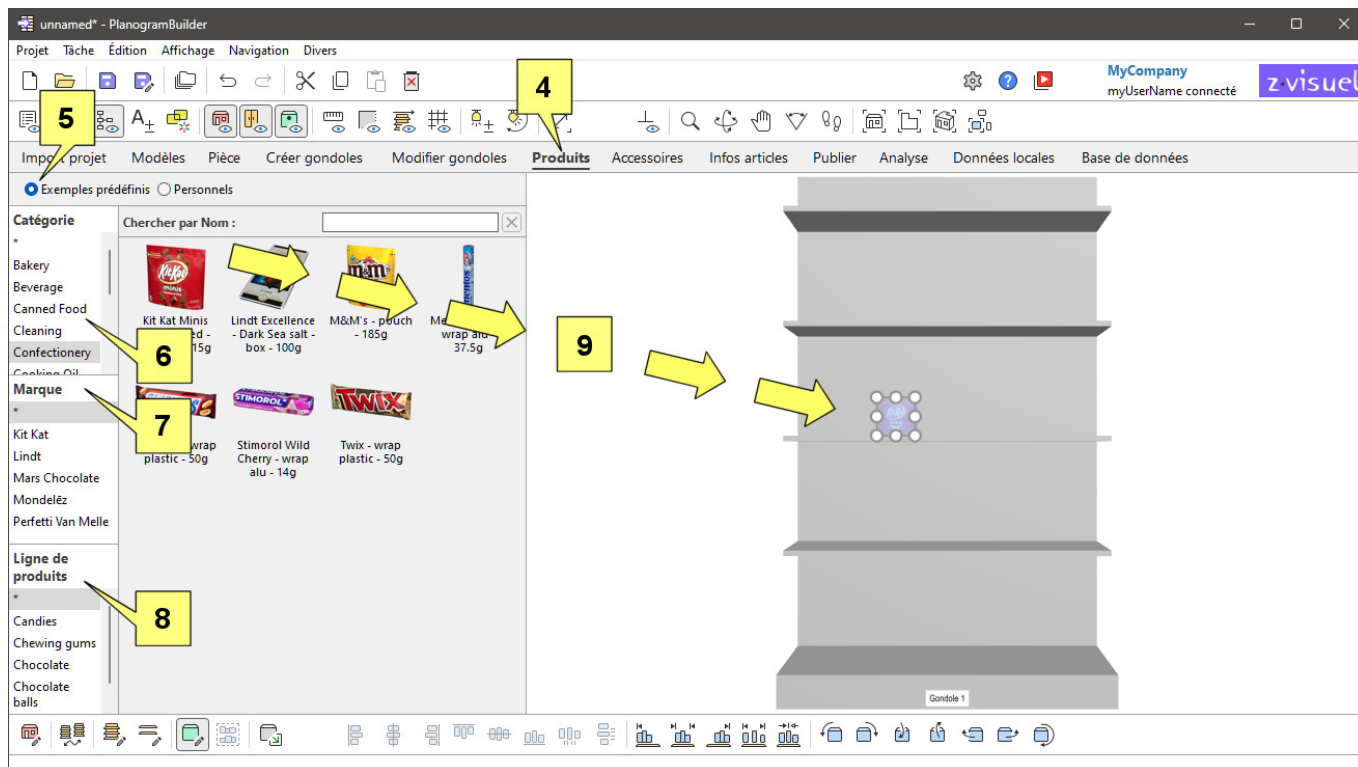 unnamed* - PlanogramBuilder
Projet Tâche Édition Affichage Navigation Divers
MyCompany
myUserName connecté
z·visuel
4
5
Import projet Modèles Pièce Créer gondoles Modifier gondoles Produits Accessoires Infos articles Publier Analyse Données locales Base de données
Exemples prédéfinis Personnels
Catégorie
*
Bakery
Beverage
Canned Food
Cleaning
Confectionery
Cooking Oil
6
Marque
*
Kit Kat
Lindt
Mars Chocolate
Mondelēz
Perfetti Van Melle
7
Ligne de
produits
*
Candies
Chewing gums
Chocolate
Chocolate
balls
8
Chercher par Nom :
KitKat
minis
m&m's
mentos
Kit Kat Minis
Lindt Excellence
- Dark Sea salt -
box - 100g
M&M's - pouch
- 185g
wrap alu
37.5g
STIMOROL
TWIX
wrap
plastic - 50g
Stimorol Wild
Cherry - wrap
alu - 14g
Twix - wrap
plastic - 50g
9
Gondole 1